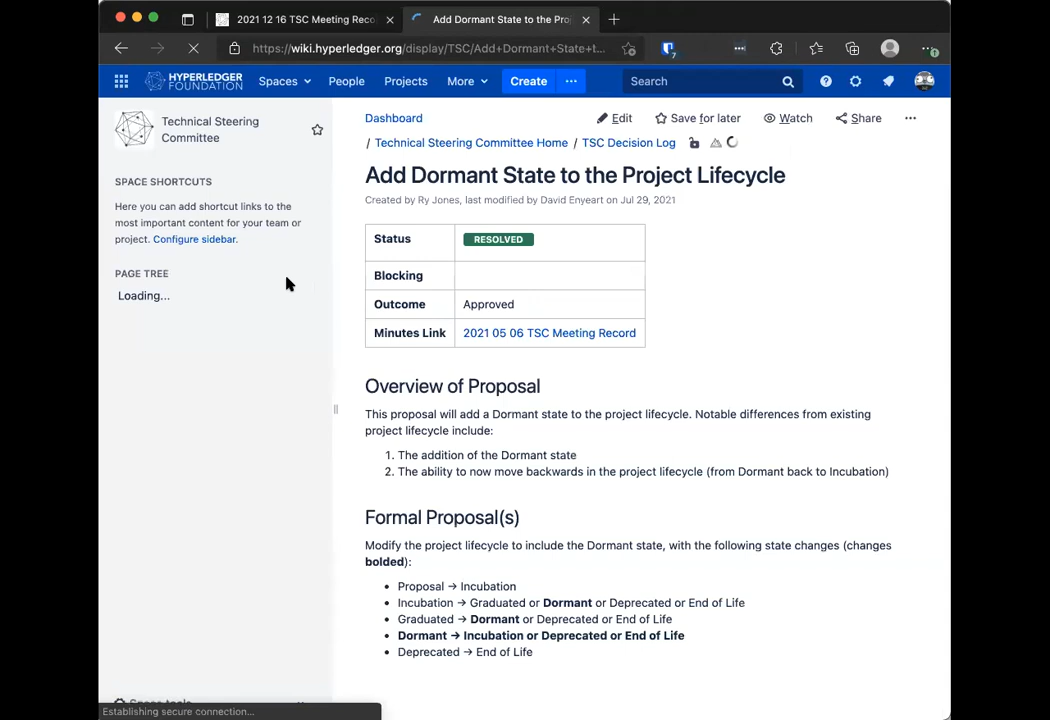 2021 12 16 TSC Meeting Reco
Add Dormant State to the Pro
https://wiki.hyperledger.org/display/TSC/Add+Dormant+State+t...
7
HYPERLEDGER
FOUNDATION
Spaces
People
Projects
More
Create
Search
Technical Steering
Committee
SPACE SHORTCUTS
Here you can add shortcut links to the
most important content for your team or
project. Configure sidebar.
PAGE TREE
Loading...
Dashboard
Edit
Save for later
Watch
Share
/ Technical Steering Committee Home / TSC Decision Log
Add Dormant State to the Project Lifecycle
Created by Ry Jones, last modified by David Enyeart on Jul 29, 2021
Status RESOLVED
Blocking
Outcome Approved
Minutes Link 2021 05 06 TSC Meeting Record
Overview of Proposal
This proposal will add a Dormant state to the project lifecycle. Notable differences from existing
project lifecycle include:
1. The addition of the Dormant state
2. The ability to now move backwards in the project lifecycle (from Dormant back to Incubation)
Formal Proposal(s)
Modify the project lifecycle to include the Dormant state, with the following state changes (changes
bolded):
• Proposal → Incubation
• Incubation → Graduated or Dormant or Deprecated or End of Life
• Graduated → Dormant or Deprecated or End of Life
• Dormant → Incubation or Deprecated or End of Life
• Deprecated → End of Life
Space tools
Establishing secure connection...